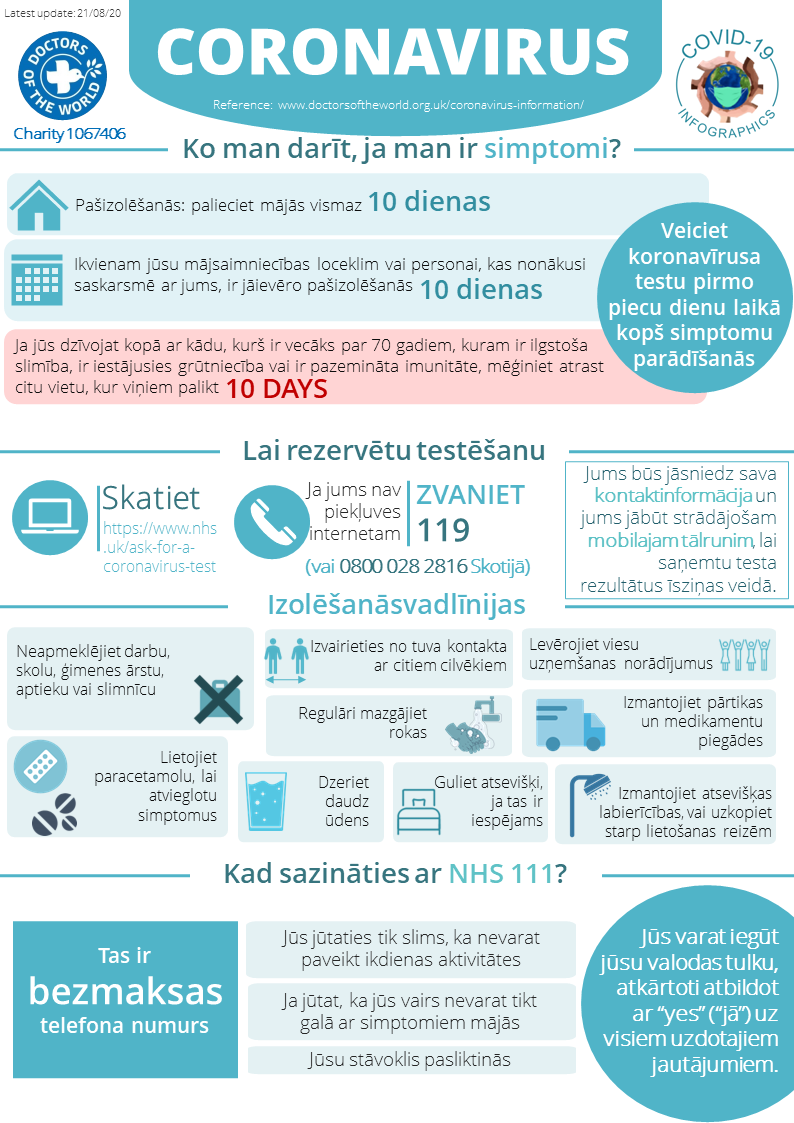 Latest update: 21/08/20
DOCTORS OF THE WORLD
Charity 1067406
CORONAVIRUS
Reference: www.doctorsoftheworld.org.uk/coronavirus-information/
COVID-19
INFOGRAPHICS
Ko man darīt, ja man ir simptomi?
Pašizolēšanās: palieciet mājās vismaz 10 dienas
Ikvienam jūsu mājsaimniecības loceklim vai personai, kas nonākusi
saskarsmē ar jums, ir jāievēro pašizolēšanās 10 dienas
Ja jūs dzīvojat kopā ar kādu, kurš ir vecāks par 70 gadiem, kuram ir ilgstoša
slimība, ir iestājusies grūtniecība vai ir pazemināta imunitāte, mēģiniet atrast
citu vietu, kur viņiem palikt 10 DAYS
Veiciet
koronavīrusa
testu pirmo
piecu dienu laikā
kopš simptomu
parādīšanās
Lai rezervētu testēšanu
Skatiet
https://www.nhs
.uk/ask-for-a-
coronavirus-test
Ja jums nav
piekļuves
internetam
ZVANIET
119
(vai 0800 028 2816 Skotijā)
Jums būs jāsniedz sava
kontaktinformācija un
jums jābūt strādājošam
mobilajam tālrunim, lai
saņemtu testa
rezultātus īsziņas veidā.
Izolēšanāsvadlīnijas
Neapmeklējiet darbu,
skolu, ģimenes ārstu,
aptieku vai slimnīcu
Izvairieties no tuva kontakta
ar citiem cilvēkiem
Levērojiet viesu
uzņemšanas norādījumus
Regulāri mazgājiet
rokas
Izmantojiet pārtikas
un medikamentu
piegādes
Lietojiet
paracetamolu, lai
atvieglotu
simptomus
Dzeriet
daudz
ūdens
Guliet atsevišķi,
ja tas ir
iespējams
Izmantojiet atsevišķas
labierīcības, vai uzkopiet
starp lietošanas reizēm
Kad sazināties ar NHS 111?
Tas ir
bezmaksas
telefona numurs
Jūs jūtaties tik slims, ka nevarat
paveikt ikdienas aktivitātes
Ja jūtat, ka jūs vairs nevarat tikt
galā ar simptomiem mājās
Jūsu stāvoklis pasliktinās
Jūs varat iegūt
jūsu valodas tulku,
atkārtoti atbildot
ar “yes” (“jā”) uz
visiem uzdotajiem
jautājumiem.